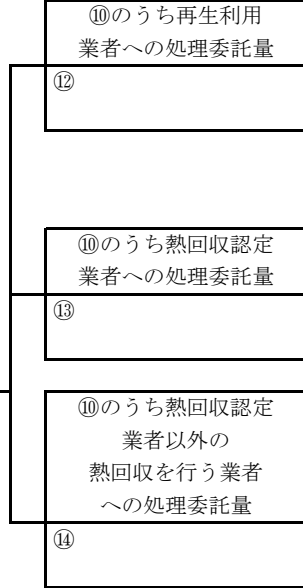 ⑩のうち再生利用
業者への処理委託量
⑫
⑩のうち熱回収認定
業者への処理委託量
⑬
⑩のうち熱回収認定
業者以外の
熱回収を行う業者
への処理委託量
⑭